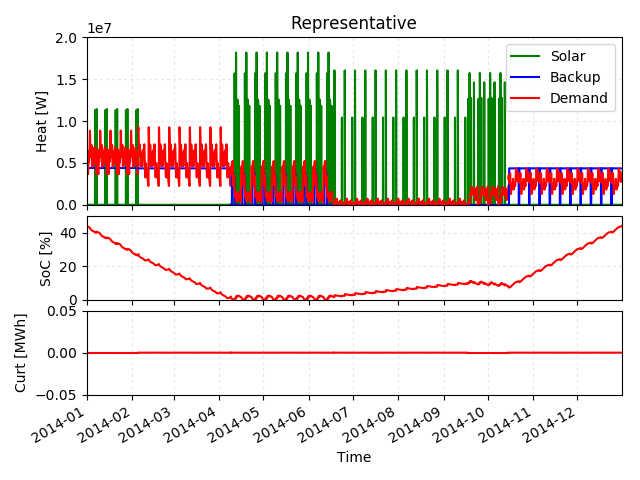 Representative
1e7
2.0
1.5
1.0
0.5
0.0
Heat [W]
Solar
Backup
Demand
40
20
0
SoC [%]
0.05
0.00
−0.05
Curt [MWh]
2014-01
2014-02
2014-03
2014-04
2014-05
2014-06
2014-07
2014-08
2014-09
2014-10
2014-11
2014-12
Time